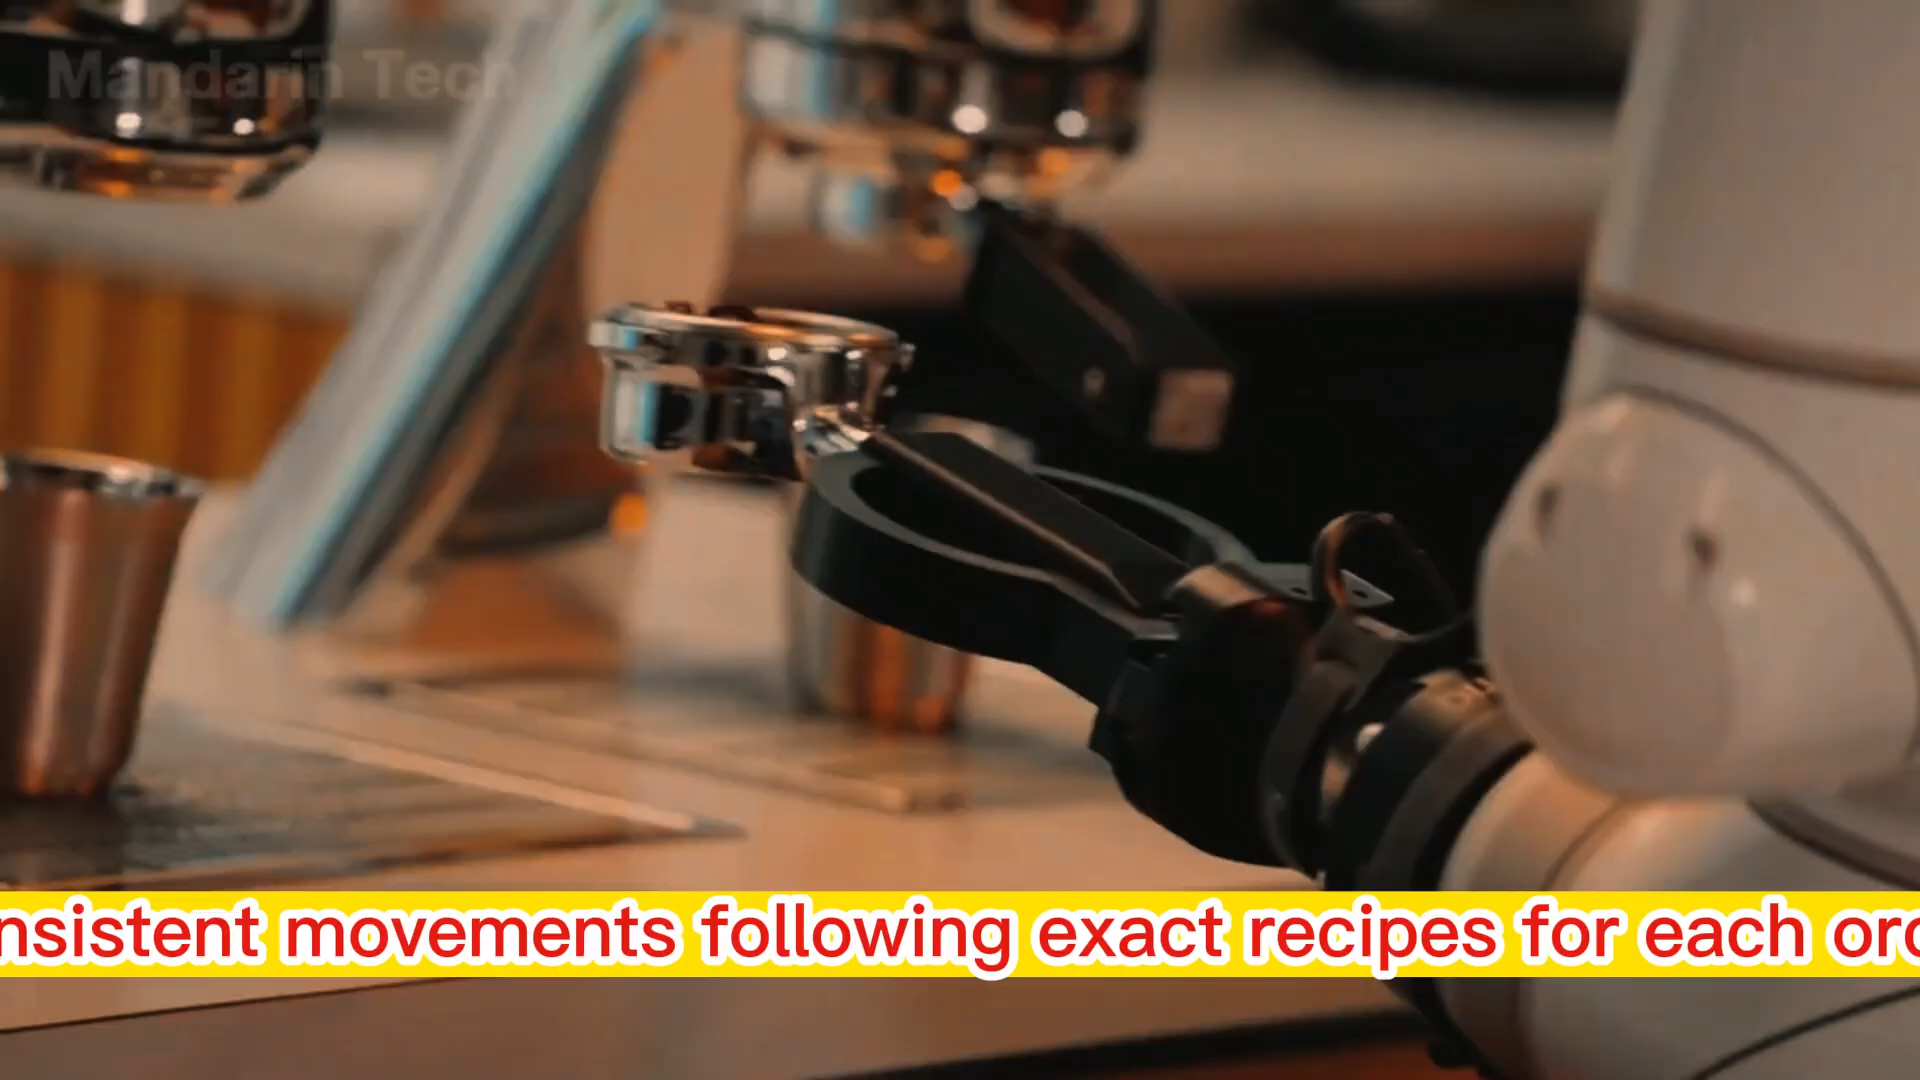 Mandarin Tech
nsistent movements following exact recipes for each ord